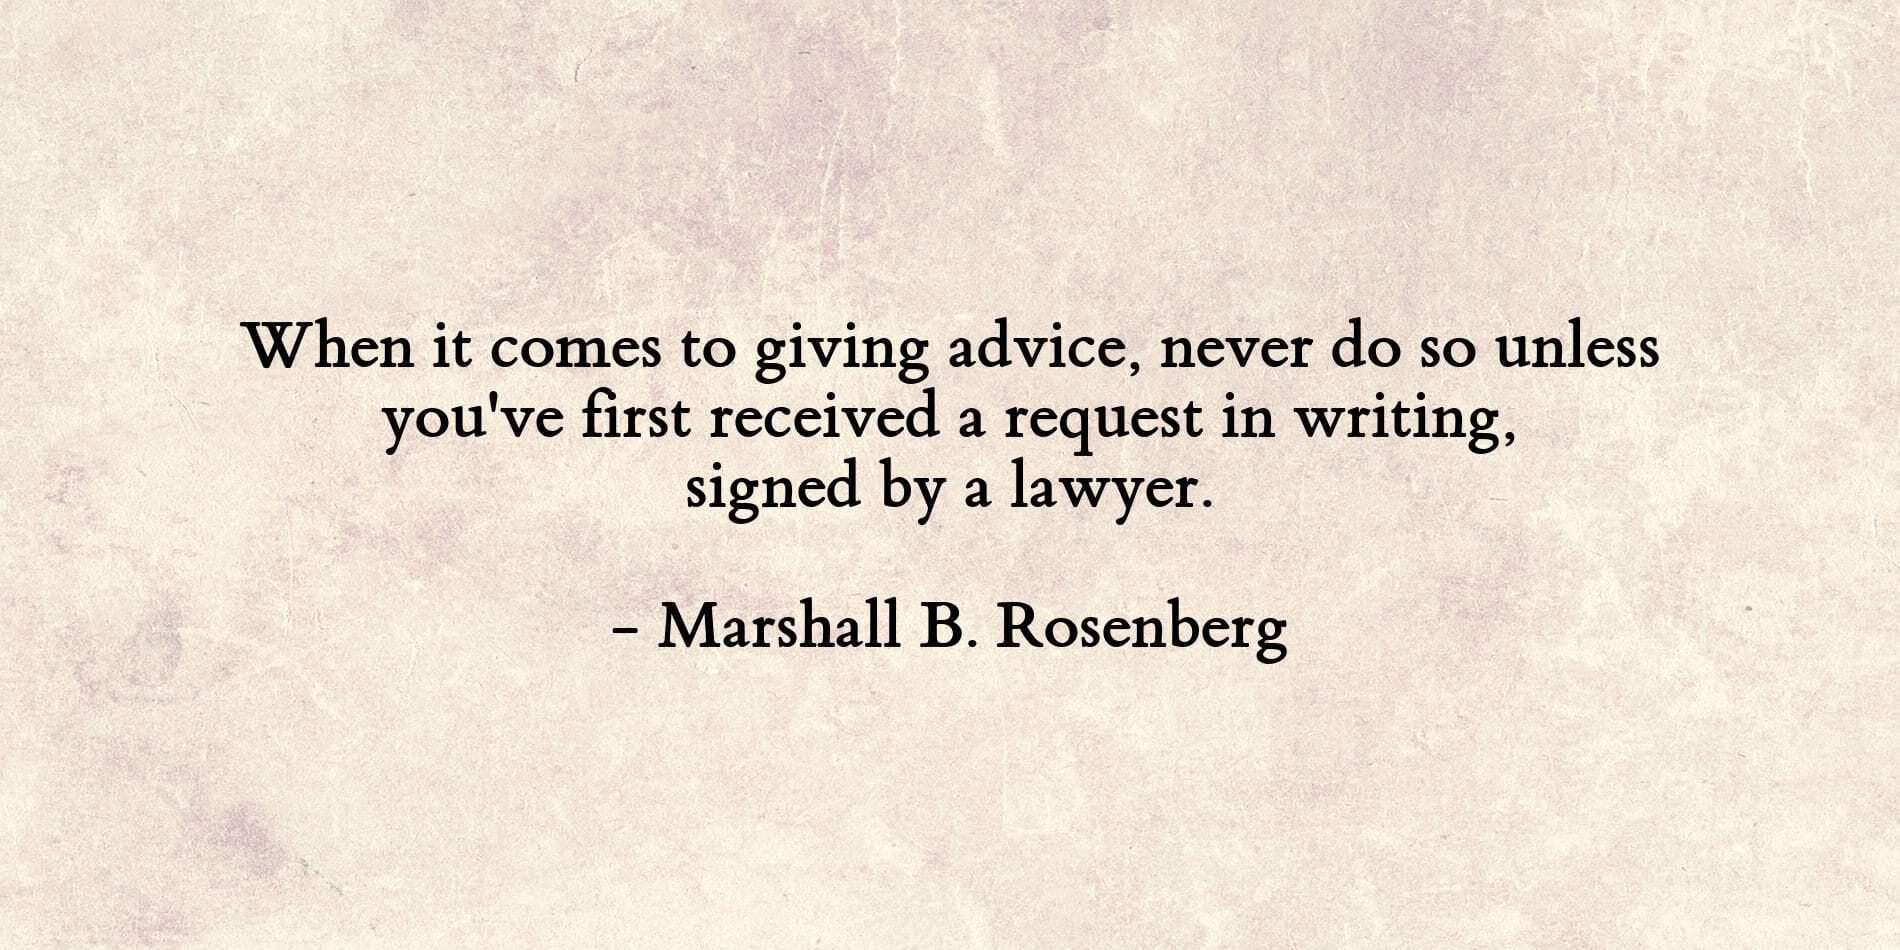 When it comes to giving advice, never do so unless
you've first received a request in writing,
signed by a lawyer.
- Marshall B. Rosenberg